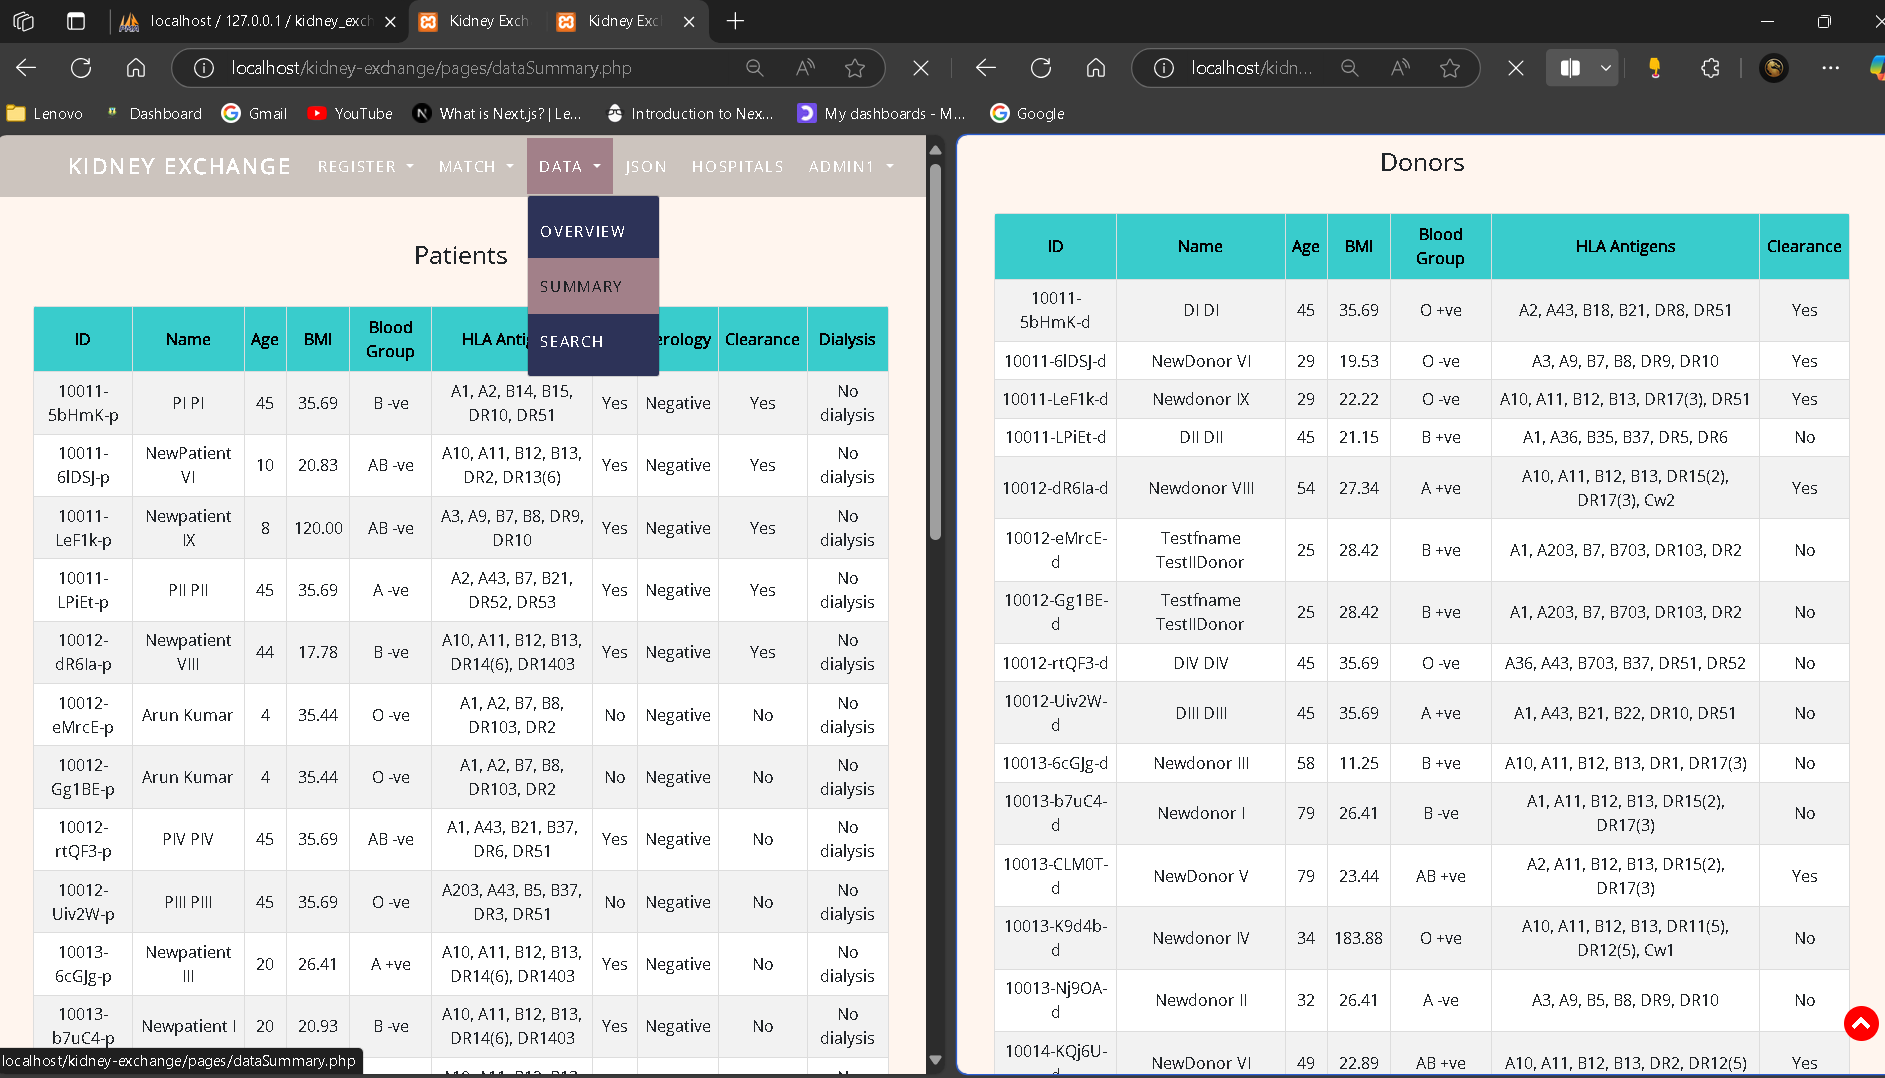 localhost / 127.0.0.1 / kidney_exch
Kidney Exch
Kidney Exc
localhost/kidney-exchange/pages/dataSummary.php
localhost/kidn...
Lenovo
Dashboard
Gmail
YouTube
What is Next.js? | Le...
Introduction to Nex...
My dashboards - M...
Google
KIDNEY EXCHANGE
REGISTER
MATCH
DATA
JSON
HOSPITALS
ADMIN1
OVERVIEW
SUMMARY
SEARCH
Patients
ID Name Age BMI Blood Group HLA Antig erology Clearance Dialysis
10011-5bHmK-p PI PI 45 35.69 B -ve A1, A2, B14, B15, DR10, DR51 Yes Negative Yes No dialysis
10011-6lDSJ-p NewPatient VI 10 20.83 AB -ve A10, A11, B12, B13, DR2, DR13(6) Yes Negative Yes No dialysis
10011-LeF1k-p Newpatient IX 8 120.00 AB -ve A3, A9, B7, B8, DR9, DR10 Yes Negative Yes No dialysis
10011-LPiEt-p PII PII 45 35.69 A -ve A2, A43, B7, B21, DR52, DR53 Yes Negative Yes No dialysis
10012-dR6Ia-p Newpatient VIII 44 17.78 B -ve A10, A11, B12, B13, DR14(6), DR1403 Yes Negative Yes No dialysis
10012-eMrcE-p Arun Kumar 4 35.44 O -ve A1, A2, B7, B8, DR103, DR2 No Negative No No dialysis
10012-Gg1BE-p Arun Kumar 4 35.44 O -ve A1, A2, B7, B8, DR103, DR2 No Negative No No dialysis
10012-rtQF3-p PIV PIV 45 35.69 AB -ve A1, A43, B21, B37, DR6, DR51 Yes Negative No No dialysis
10012-Uiv2W-p PIII PIII 45 35.69 O -ve A203, A43, B5, B37, DR3, DR51 No Negative No No dialysis
10013-6cGJg-p Newpatient III 20 26.41 A +ve A10, A11, B12, B13, DR14(6), DR1403 Yes Negative No No dialysis
10013-b7uC4-p Newpatient I 20 20.93 B -ve A10, A11, B12, B13, DR14(6), DR1403 Yes Negative No No dialysis
localhost/kidney-exchange/pages/dataSummary.php
Donors
ID Name Age BMI Blood Group HLA Antigens Clearance
10011-5bHmK-d DI DI 45 35.69 O +ve A2, A43, B18, B21, DR8, DR51 Yes
10011-6lDSJ-d NewDonor VI 29 19.53 O -ve A3, A9, B7, B8, DR9, DR10 Yes
10011-LeF1k-d Newdonor IX 29 22.22 O -ve A10, A11, B12, B13, DR17(3), DR51 Yes
10011-LPiEt-d DII DII 45 21.15 B +ve A1, A36, B35, B37, DR5, DR6 No
10012-dR6Ia-d Newdonor VIII 54 27.34 A +ve A10, A11, B12, B13, DR15(2), DR17(3), Cw2 Yes
10012-eMrcE-d Testfname TestIIDonor 25 28.42 B +ve A1, A203, B7, B703, DR103, DR2 No
10012-Gg1BE-d Testfname TestIIDonor 25 28.42 B +ve A1, A203, B7, B703, DR103, DR2 No
10012-rtQF3-d DIV DIV 45 35.69 O -ve A36, A43, B703, B37, DR51, DR52 No
10012-Uiv2W-d DIII DIII 45 35.69 A +ve A1, A43, B21, B22, DR10, DR51 No
10013-6cGJg-d Newdonor III 58 11.25 B +ve A10, A11, B12, B13, DR1, DR17(3) No
10013-b7uC4-d Newdonor I 79 26.41 B -ve A1, A11, B12, B13, DR15(2), DR17(3) No
10013-CLM0T-d NewDonor V 79 23.44 AB +ve A2, A11, B12, B13, DR15(2), DR17(3) Yes
10013-K9d4b-d Newdonor IV 34 183.88 O +ve A10, A11, B12, B13, DR11(5), DR12(5), Cw1 No
10013-Nj9OA-d Newdonor II 32 26.41 A -ve A3, A9, B5, B8, DR9, DR10 No
10014-KQj6U- NewDonor VI 49 22.89 AB +ve A10, A11, B12, B13, DR2, DR12(5) Yes